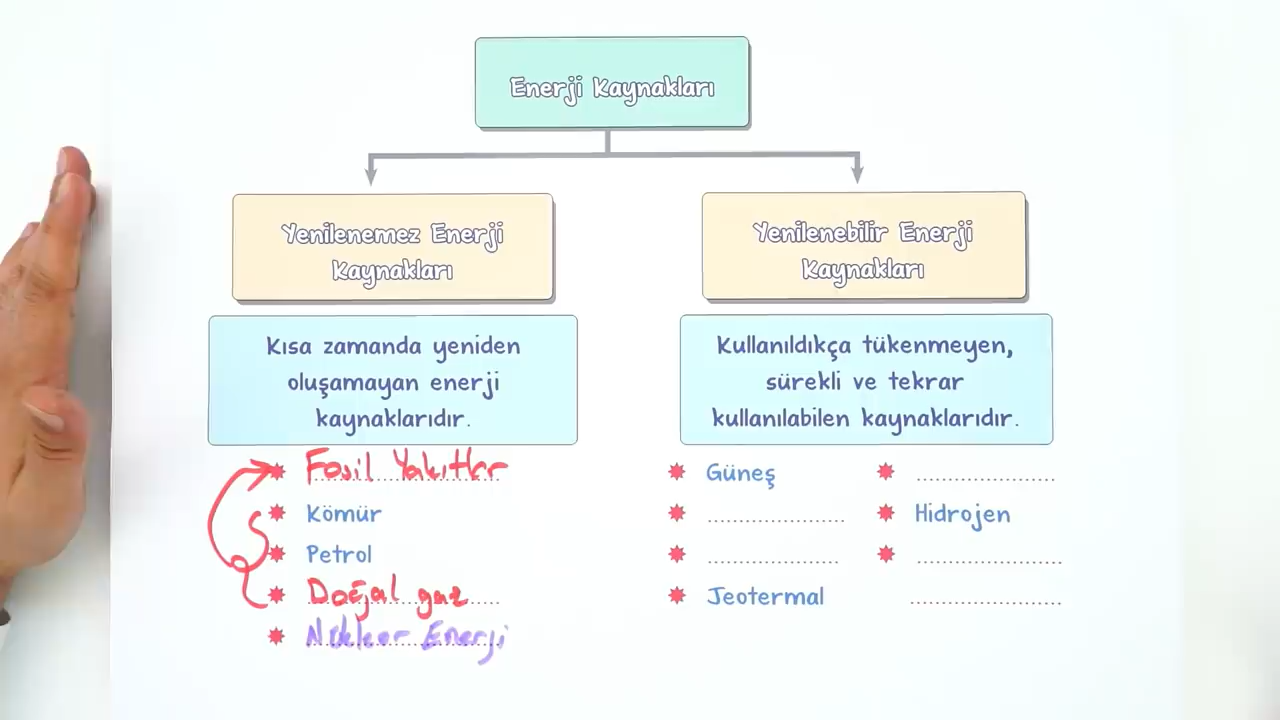 Enerji Kaynakları
Yenilenemez Enerji
Kaynakları
Kısa zamanda yeniden
oluşamayan enerji
kaynaklarıdır.
Fosil Yakıtlar
Kömür
Petrol
Doğal gaz
Nükleer Enerji
Yenilenebilir Enerji
Kaynakları
Kullanıldıkça tükenmeyen,
sürekli ve tekrar
kullanılabilen kaynaklarıdır.
Güneş
Jeotermal
Hidrojen